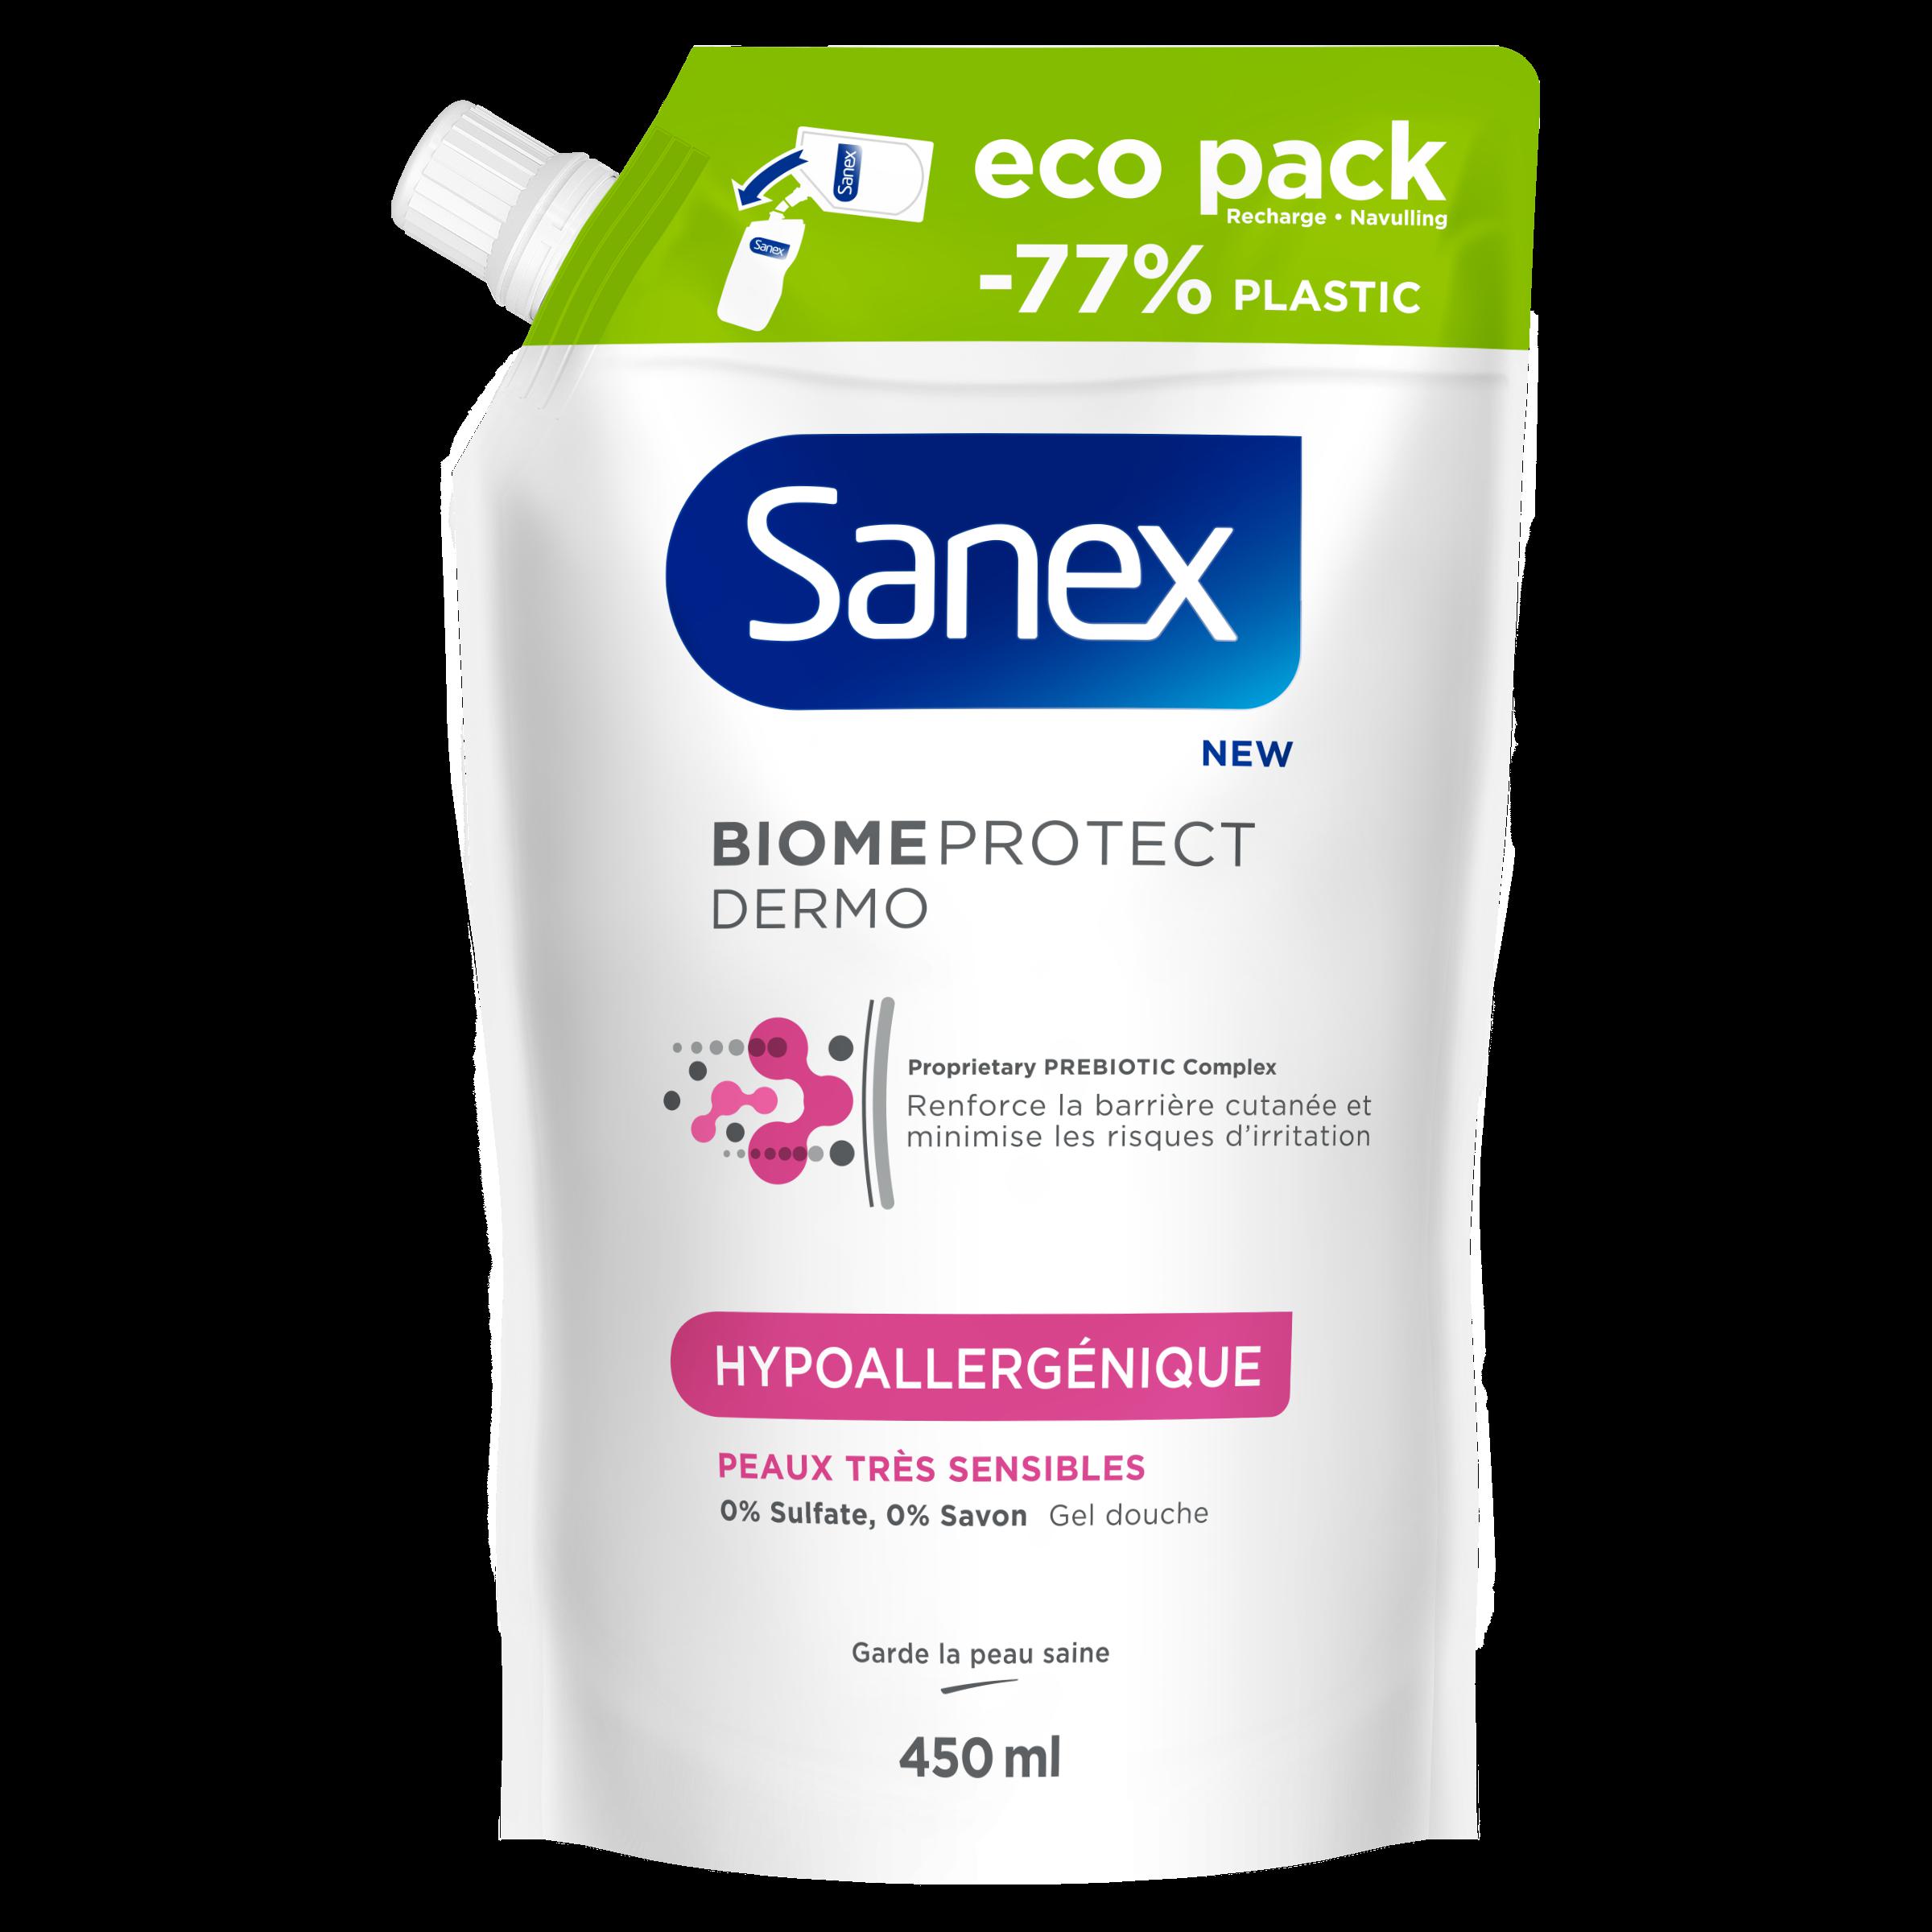 Sanex
Sanex
eco pack
Recharge • Navulling
-77% PLASTIC
Sanex
NEW
BIOMEPROTECT
DERMO
Proprietary PREBIOTIC Complex
Renforce la barrière cutanée et
minimise les risques d'irritation
HYPOALLERGÉNIQUE
PEAUX TRÈS SENSIBLES
0% Sulfate, 0% Savon Gel douche
Garde la peau saine
450 ml